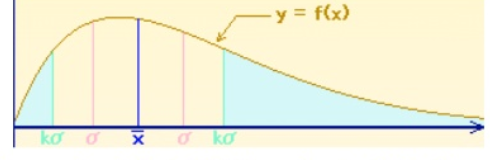 y = f(x)
kσ σ x̄ σ kσ